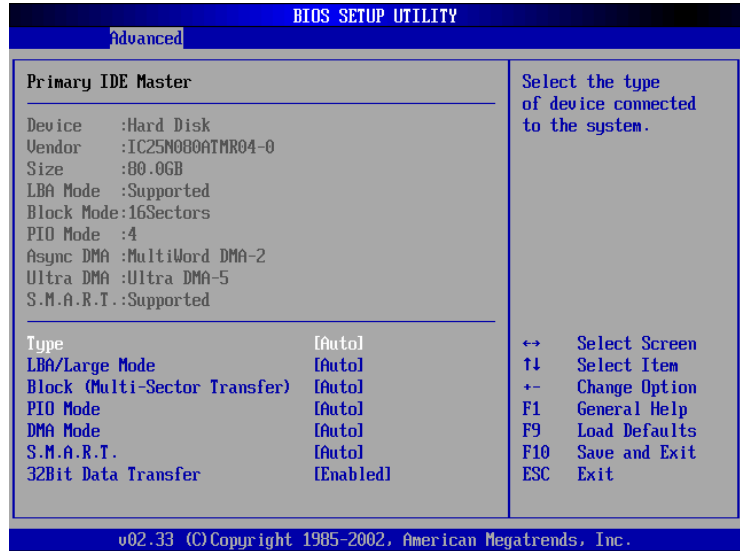 BIOS SETUP UTILITY
Advanced
Primary IDE Master
Device :Hard Disk
Vendor :IC25N080ATMR04-0
Size :80.0GB
LBA Mode :Supported
Block Mode:16Sectors
PIO Mode :4
Async DMA :MultiWord DMA-2
Ultra DMA :Ultra DMA-5
S.M.A.R.T.:Supported
Type [Auto]
LBA/Large Mode [Auto]
Block (Multi-Sector Transfer) [Auto]
PIO Mode [Auto]
DMA Mode [Auto]
S.M.A.R.T. [Auto]
32Bit Data Transfer [Enabled]
Select the type
of device connected
to the system.
↔ Select Screen
↑↓ Select Item
+- Change Option
F1 General Help
F9 Load Defaults
F10 Save and Exit
ESC Exit
v02.33 (C)Copyright 1985-2002, American Megatrends, Inc.